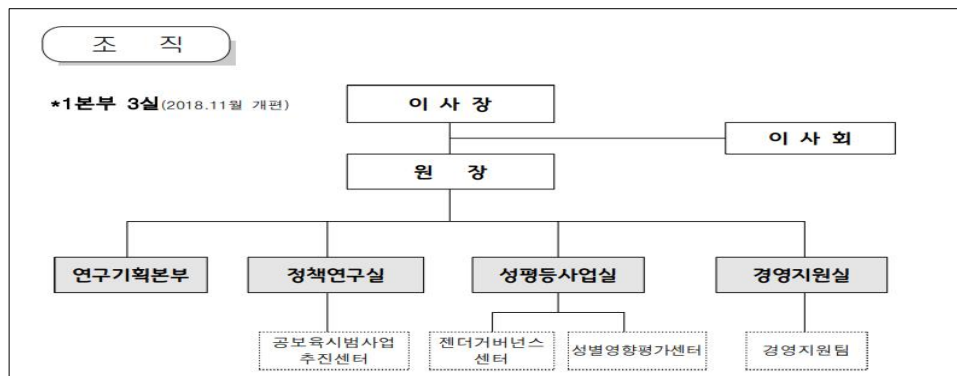 조 직
*1본부 3실(2018.11월 개편)
이 사 장
이 사 회
원 장
연구기획본부
정책연구실
성평등사업실
경영지원실
공보육시범사업
추진센터
젠더거버넌스
센터
성별영향평가센터
경영지원팀